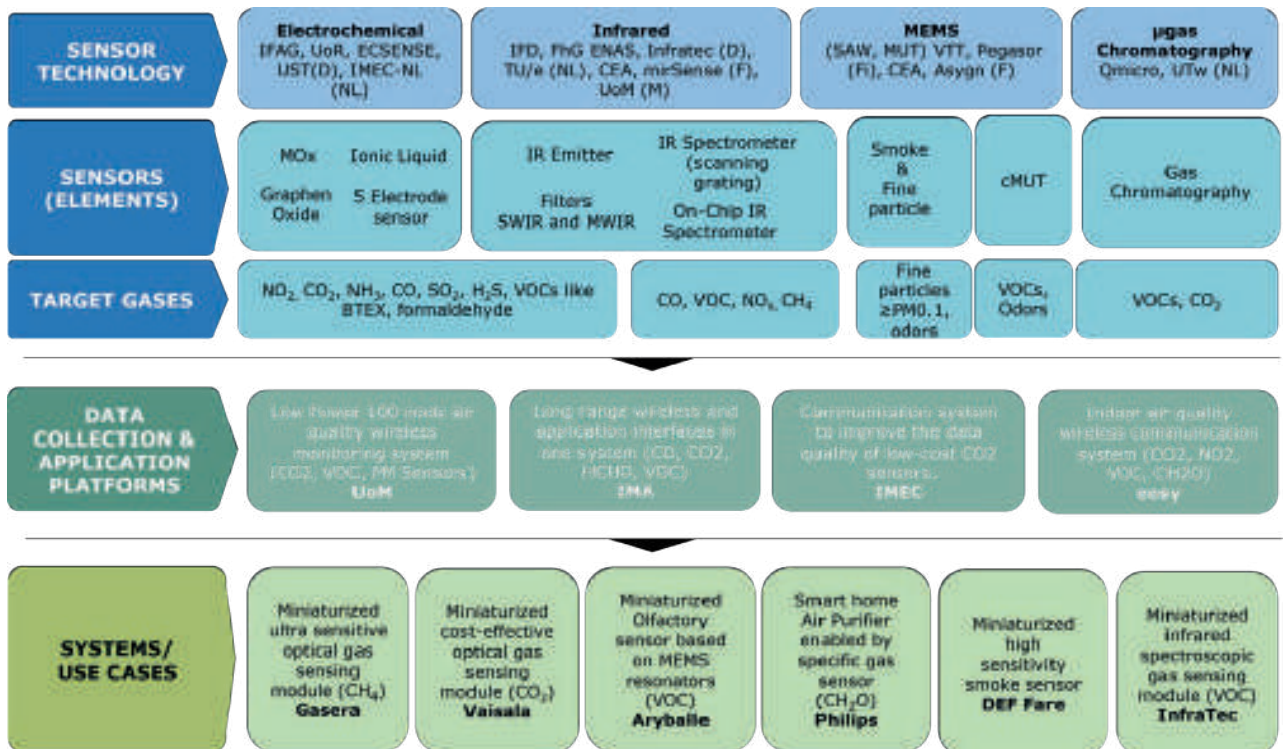 SENSOR
TECHNOLOGY
Electrochemical
IFAG, UoR, ECSENSE,
UST(D), IMEC-NL
(NL)
Infrared
IFD, FhG ENAS, Infratec (D),
TU/e (NL), CEA, mirSense (F),
UoM (M)
MEMS
(SAW, MUT) VTT, Pegasor
(Fi), CEA, Asygn (F)
µgas
Chromatography
Qmicro, UTw (NL)
SENSORS
(ELEMENTS)
MOx
Ionic Liquid
Graphen
Oxide
5 Electrode
sensor
IR Emitter
IR Spectrometer
(scanning
grating)
Filters
SWIR and MWIR
On-Chip IR
Spectrometer
Smoke
&
Fine
particle
cMUT
Gas
Chromatography
TARGET GASES
NO2, CO2, NH3, CO, SO2, H2S, VOCs like
BTEX, formaldehyde
CO, VOC, NOx, CH4
Fine
particles
≥PM0.1,
odors
VOCs,
Odors
VOCs, CO2
DATA
COLLECTION &
APPLICATION
PLATFORMS
Low Power 100 made air
quality wireless
monitoring system
(CO2, VOC, PM Sensors)
UoM
Long range wireless and
application interfaces in
one system (CO, CO2,
HCHO, VOC)
IMA
Communication system
to improve the data
quality of low-cost CO2
sensors.
IMEC
Indoor air quality
wireless communication
system (CO2, NO2,
VOC, CH2O)
SYSTEMS/
USE CASES
Miniaturized
ultra sensitive
optical gas
sensing
module (CH4)
Gasera
Miniaturized
cost-effective
optical gas
sensing
module (CO2)
Vaisala
Miniaturized
Olfactory
sensor based
on MEMS
resonators
(VOC)
Aryballe
Smart home
Air Purifier
enabled by
specific gas
sensor
(CH2O)
Philips
Miniaturized
high
sensitivity
smoke sensor
DEF Fare
Miniaturized
infrared
spectroscopic
gas sensing
module (VOC)
InfraTec